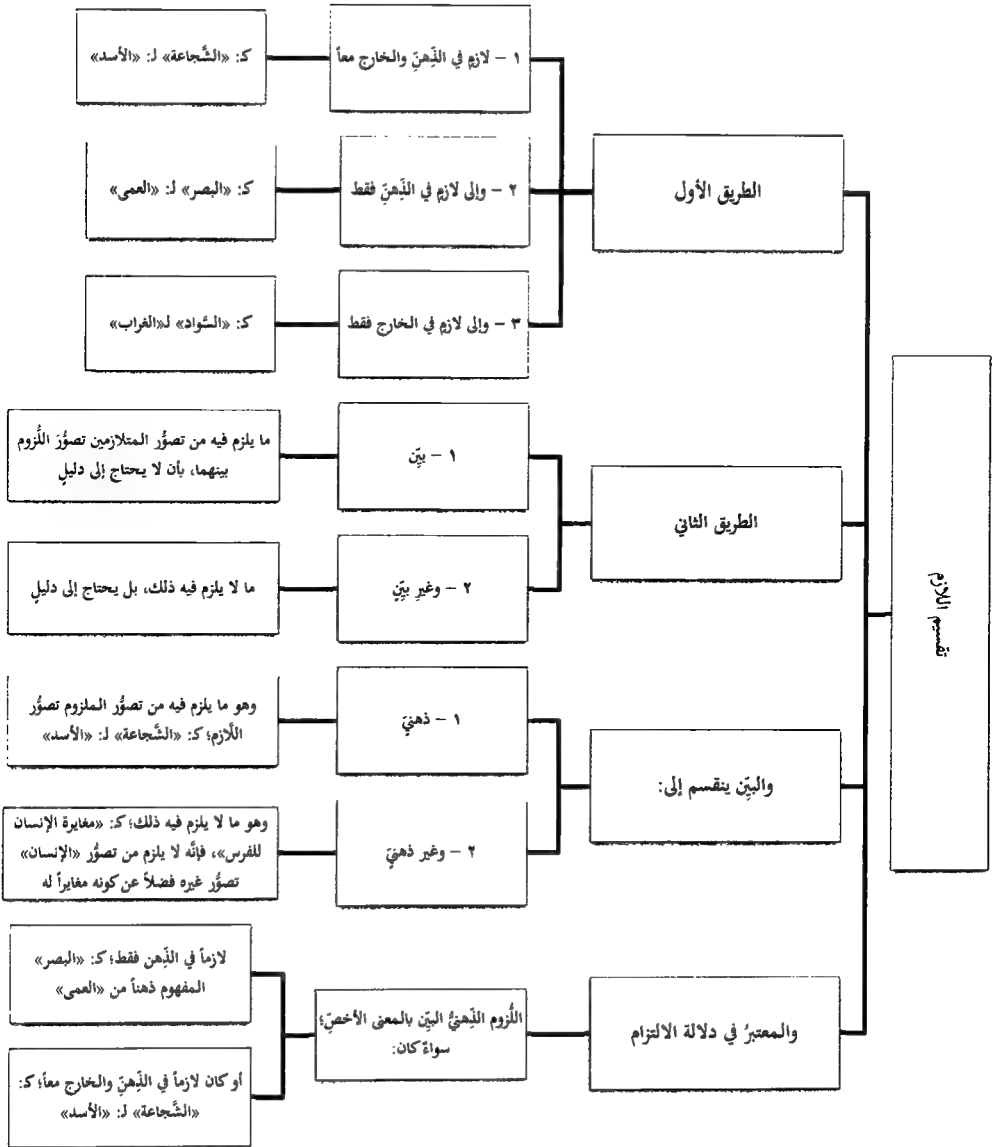 تقسيم اللازم
الطريق الأول
١ – لازمٍ في الذِّهنِ والخارج معاً
كـ: «الشَّجاعة» لـ: «الأسد»
٢ – وإلى لازمٍ في الذِّهنِ فقط
كـ: «البصر» لـ: «العمى»
٣ – وإلى لازمٍ في الخارج فقط
كـ: «السَّواد» لـ«الغراب»
الطريق الثاني
١ – بيِّن
ما يلزم فيه من تصوُّر المتلازمين تصوُّرَ اللُّزوم
بينهما، بأن لا يحتاج إلى دليلٍ
٢ – وغيرِ بيِّنٍ
ما لا يلزم فيه ذلك، بل يحتاج إلى دليلٍ
والبيِّن ينقسم إلى:
١ – ذهنيّ
وهو ما يلزم فيه من تصوُّر الملزوم تصوُّر
اللَّازم؛ كـ: «الشَّجاعة» لـ: «الأسد»
٢ – وغير ذهنيّ
وهو ما لا يلزم فيه ذلك؛ كـ: «مغايرة الإنسان
للفرس»، فإنَّه لا يلزم من تصوُّر «الإنسان»
تصوُّر غيره فضلاً عن كونه مغايراً له
والمعتبرُ في دلالة الالتزام
اللُّزوم الذِّهنيُّ البيِّن بالمعنى الأخصِّ؛
سواءٌ كان:
لازماً في الذِّهن فقط؛ كـ: «البصر»
المفهوم ذهناً من «العمى»
أو كان لازماً في الذِّهنِ والخارج معاً؛ كـ:
«الشَّجاعة» لـ: «الأسد»